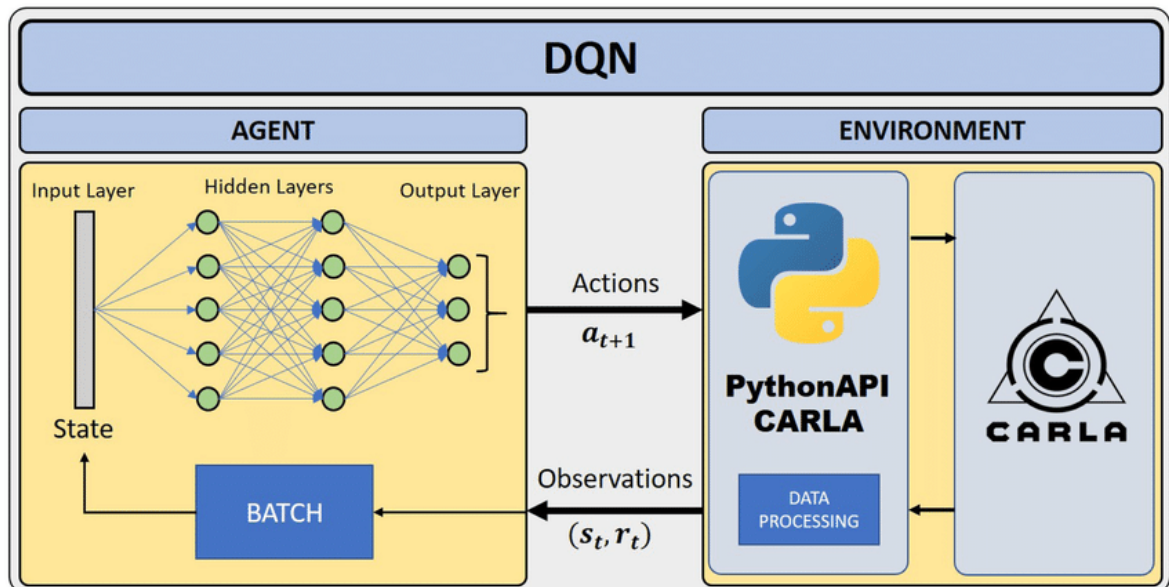 DQN
AGENT
ENVIRONMENT
Input Layer
Hidden Layers
Output Layer
State
BATCH
Actions
a_{t+1}
Observations
(s_t, r_t)
PythonAPI
CARLA
DATA
PROCESSING
C
CARLA